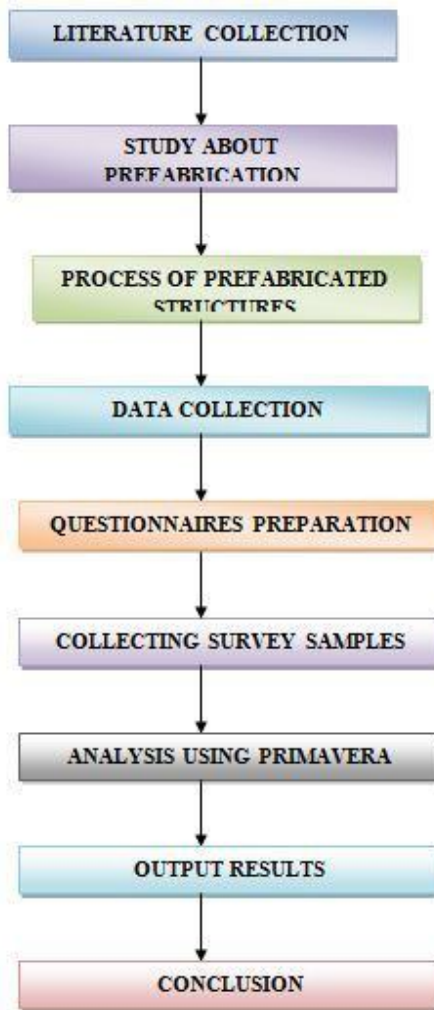 LITERATURE COLLECTION
STUDY ABOUT
PREFABRICATION
PROCESS OF PREFABRICATED
STRUCTURES
DATA COLLECTION
QUESTIONNAIRES PREPARATION
COLLECTING SURVEY SAMPLES
ANALYSIS USING PRIMAVERA
OUTPUT RESULTS
CONCLUSION